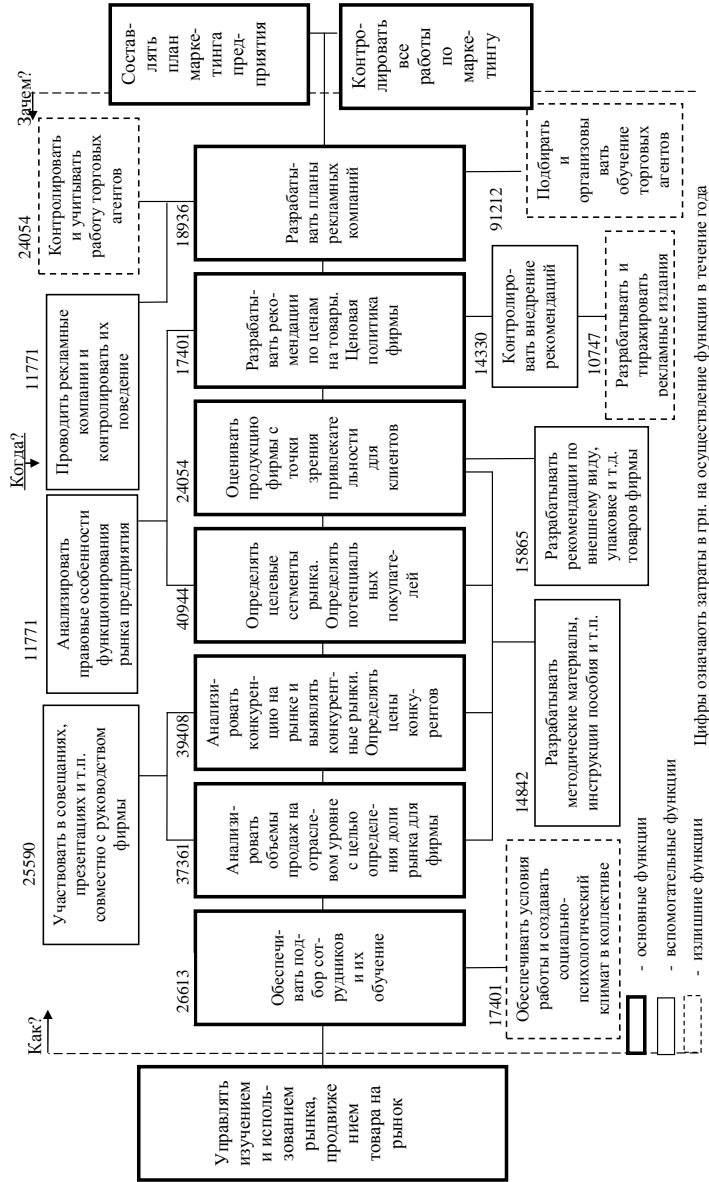 Как?
Когда?
Зачем?
Управлять
изучением
и исполь-
зованием
рынка,
продвиже
нием
товара на
рынок
25590
Участвовать в совещаниях,
презентациях и т.п.
совместно с руководством
фирмы
11771
Анализировать
правовые особенности
функционирования
рынка предприятия
11771
Проводить рекламные
компании и
контролировать их
поведение
24054
Контролировать
и учитывать
работу торговых
агентов
26613
Обеспечи-
вать под-
бор сот-
рудников
и их
обучение
37361
Анализи-
ровать
объемы
продаж на
отрасле-
вом уровне
с целью
определе-
ния доли
рынка для
фирмы
39408
Анализи-
ровать
конкурен-
цию на
рынке и
выявлять
конкурент-
ные рынки.
Определять
цены
конку-
рентов
40944
Определять
целевые
сегменты
рынка.
Определять
потенциаль
ных
покупате-
лей
24054
Оценивать
продукцию
фирмы с
точки
зрения
привлекате
льности
для
клиентов
17401
Разрабаты-
вать реко-
мендации
по ценам
на товары.
Ценовая
политика
фирмы
18936
Разрабаты-
вать планы
рекламных
компаний
Состав-
лять
план
марке-
тинга
пред-
приятия
Контро-
лировать
все
работы
по
марке-
тингу
17401
Обеспечивать условия
работы и создавать
социально-
психологический
климат в коллективе
14842
Разрабатывать
методические материалы,
инструкции пособия и т.п.
15865
Разрабатывать
рекомендации по
внешнему виду,
упаковке и т.д.
товаров фирмы
14330
Контролиро-
вать внедрение
рекомендаций
10747
Разрабатывать и
тиражировать
рекламные издания
91212
Подбирать
и
организовы
вать
обучение
торговых
агентов
- основные функции
- вспомогательные функции
- излишние функции
Цифры означають затраты в грн. на осуществление функции в течение года